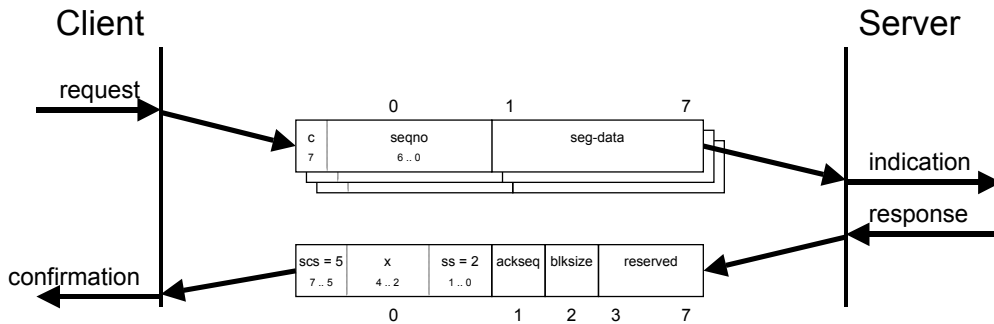 Client Server
request
0 1 7
c seqno seg-data
7 6 .. 0
indication
response
scs = 5 x ss = 2 ackseq blksize reserved
7 .. 5 4 .. 2 1 .. 0
confirmation
0 1 2 3 7